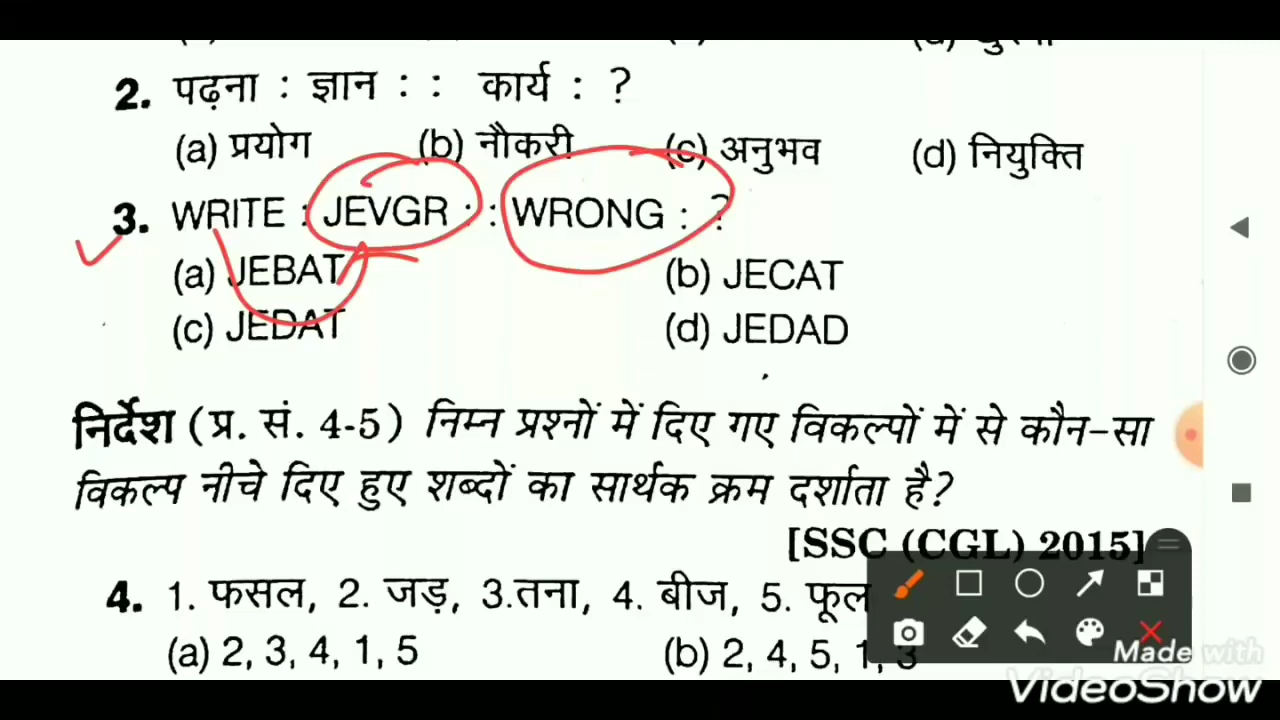 2. पढ़ना : ज्ञान : : कार्य : ?
(a) प्रयोग (b) नौकरी (c) अनुभव (d) नियुक्ति
3. WRITE : JEVGR : : WRONG : ?
(a) JEBAT (b) JECAT
(c) JEDAT (d) JEDAD
निर्देश (प्र. सं. 4-5) निम्न प्रश्नों में दिए गए विकल्पों में से कौन-सा
विकल्प नीचे दिए हुए शब्दों का सार्थक क्रम दर्शाता है?
[SSC (CGL) 2015]
4. 1. फसल, 2. जड़, 3.तना, 4. बीज, 5. फूल
(a) 2, 3, 4, 1, 5 (b) 2, 4, 5, 1, 3
Made with
VideoShow